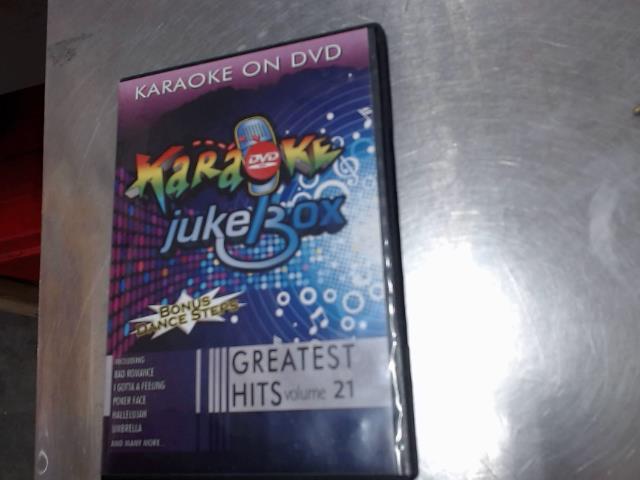 KARAOKE ON DVD
KaraoKe
DVD
jukeBox
BONUS
DANCE STEPS
INCLUDING
BAD ROMANCE
I GOTTA A FEELING
POKER FACE
HALLELUJAH
UMBRELLA
AND MANY MORE...
GREATEST
HITS volume 21